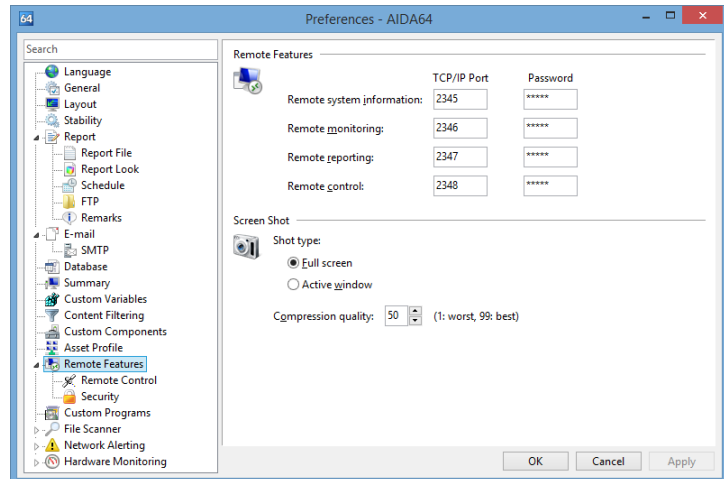 64 Preferences - AIDA64
Search
Language
General
Layout
Stability
Report
Report File
Report Look
Schedule
FTP
Remarks
E-mail
SMTP
Database
Summary
Custom Variables
Content Filtering
Custom Components
Asset Profile
Remote Features
Remote Control
Security
Custom Programs
File Scanner
Network Alerting
Hardware Monitoring
Remote Features
TCP/IP Port Password
Remote system information: 2345 *****
Remote monitoring: 2346 *****
Remote reporting: 2347 *****
Remote control: 2348 *****
Screen Shot
Shot type:
Full screen
Active window
Compression quality: 50 (1: worst, 99: best)
OK Cancel Apply